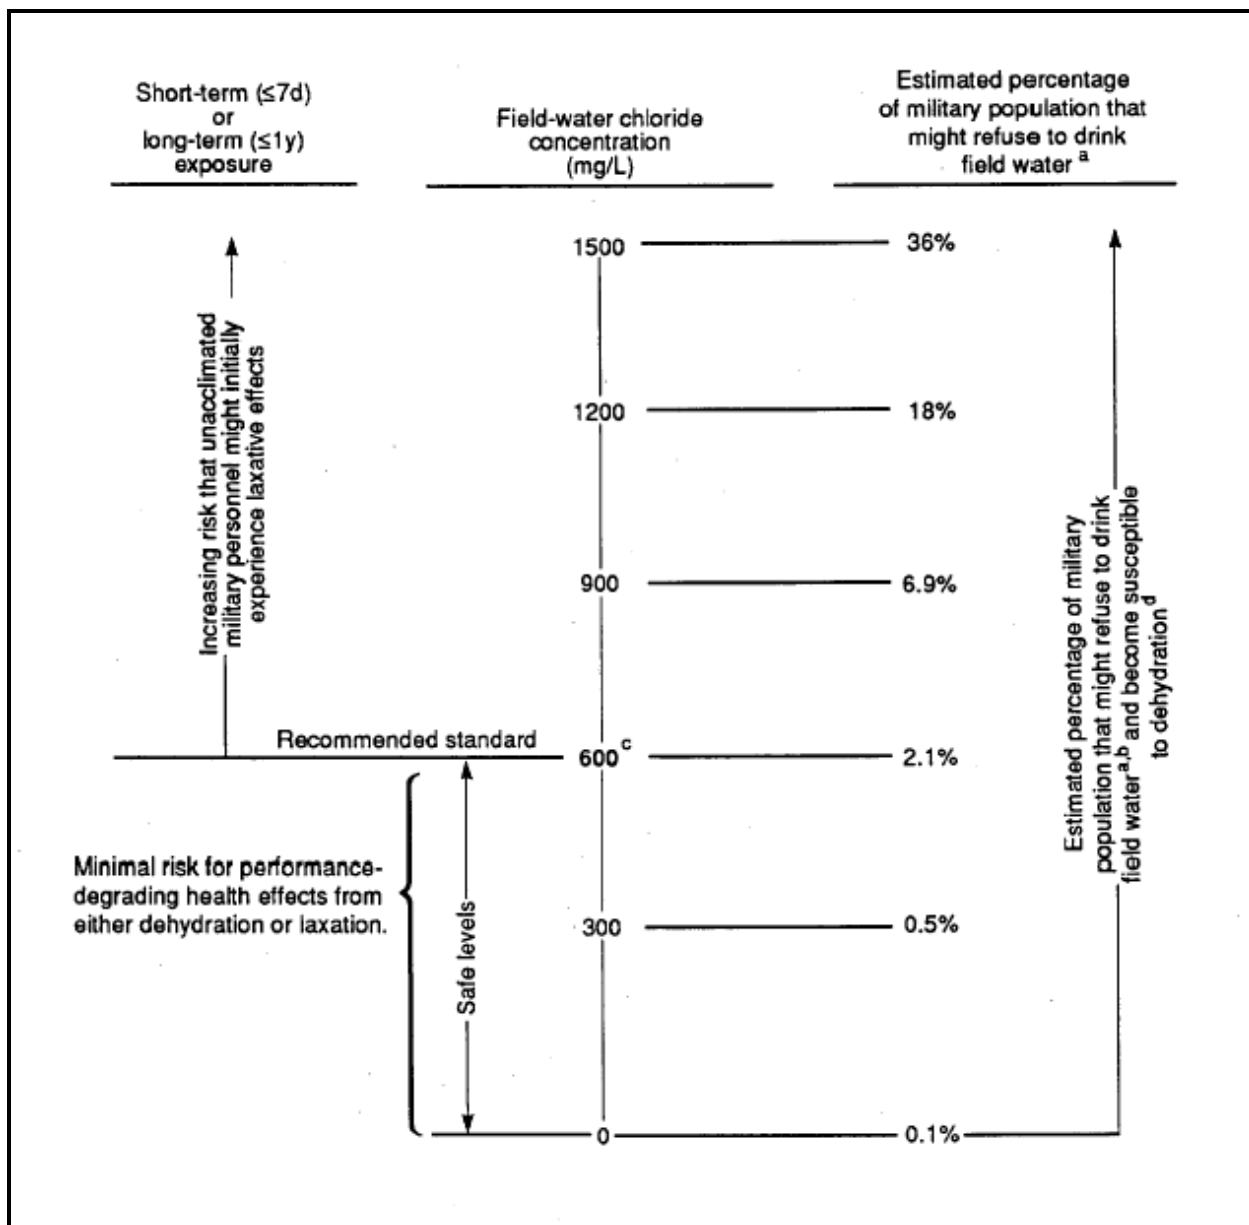 Short-term (≤7d)
or
long-term (≤1y)
exposure
Field-water chloride
concentration
(mg/L)
Estimated percentage
of military population that
might refuse to drink
field water a
1500
36%
1200
18%
900
6.9%
Recommended standard
600 c
2.1%
300
0.5%
0
0.1%
Increasing risk that unacclimated
military personnel might initially
experience laxative effects
Minimal risk for performance-
degrading health effects from
either dehydration or laxation.
Safe levels
Estimated percentage of military
population that might refuse to drink
field water a,b and become susceptible
to dehydration d